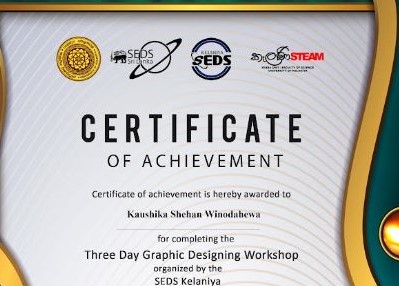 SEDS
Sri Lanka
KELANIYA
SEDS
STEAM
CERTIFICATE
OF ACHIEVEMENT
Certificate of achievement is hereby awarded to
Kaushika Shehan Winodahewa
for completing the
Three Day Graphic Designing Workshop
organized by the
SEDS Kelaniya